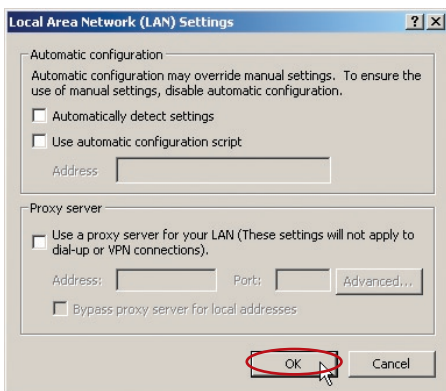 Local Area Network (LAN) Settings
Automatic configuration
Automatic configuration may override manual settings. To ensure the
use of manual settings, disable automatic configuration.
Automatically detect settings
Use automatic configuration script
Address
Proxy server
Use a proxy server for your LAN (These settings will not apply to
dial-up or VPN connections).
Address: Port: Advanced...
Bypass proxy server for local addresses
OK Cancel